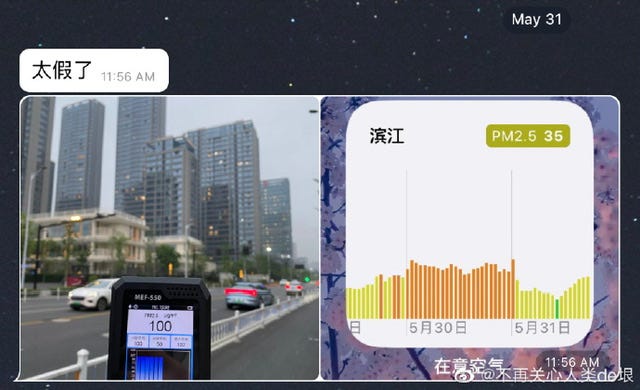 May 31
太假了 11:56 AM
MEF-550
100
滨江
PM2.5 35
日
5月30日
5月31日
在意空气
11:56 AM
@不再关心人类de垠